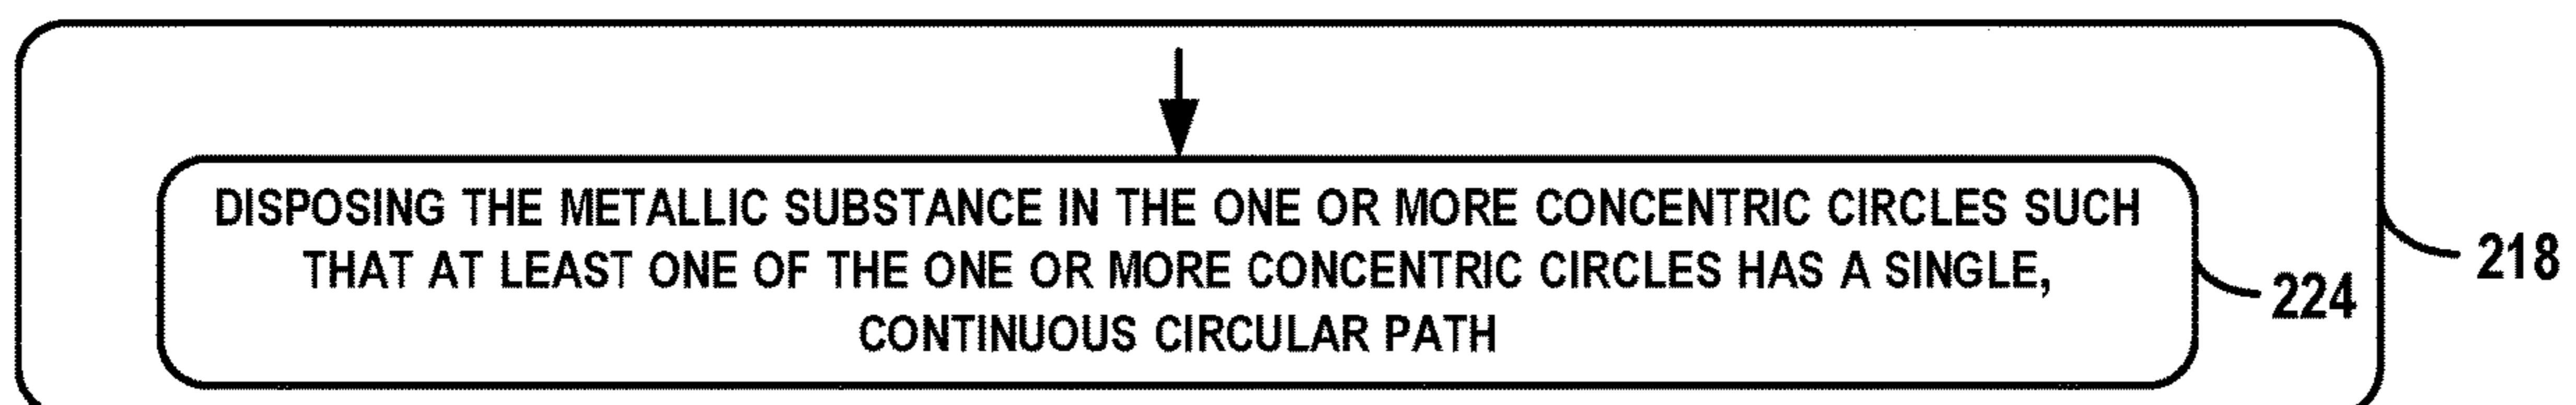 DISPOSING THE METALLIC SUBSTANCE IN THE ONE OR MORE CONCENTRIC CIRCLES SUCH
THAT AT LEAST ONE OF THE ONE OR MORE CONCENTRIC CIRCLES HAS A SINGLE,
CONTINUOUS CIRCULAR PATH
218
224